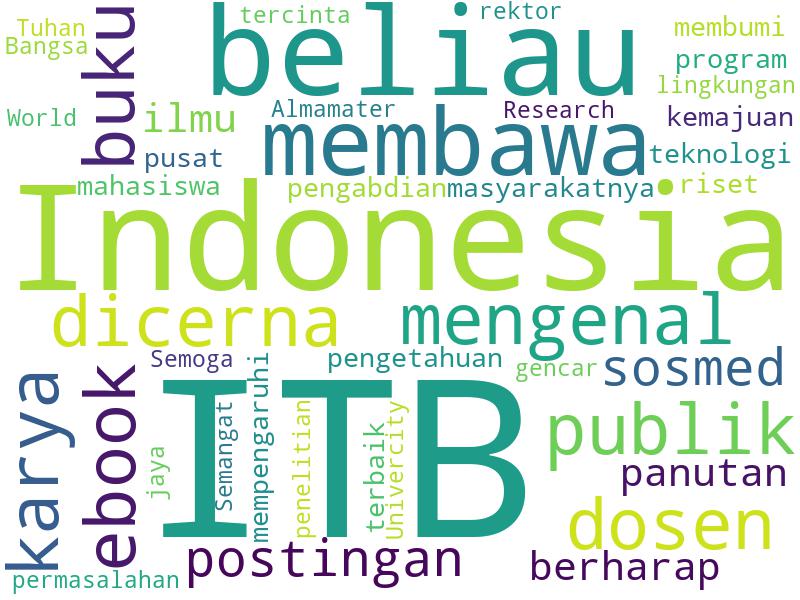 Tuhan
tercinta
rektor
membumi
Bangsa
buku
beliau
program
lingkungan
World
ilmu
Almamater
Research
kemajuan
pusat
membawa
teknologi
mahasiswa
pengabdian
masyarakatnya
riset
Indonesia
dicerna
mengenal
Semoga
pengetahuan
gencar
sosmed
karya
ebook
jaya
ITB
Semangat
mempengaruhi
penelitian
terbaik
Univercity
publik
panutan
dosen
postingan
berharap
permasalahan